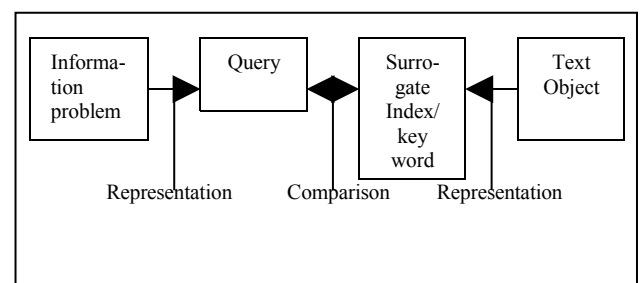 Informa-
tion
problem
Query
Surro-
gate
Index/
key
word
Text
Object
Representation
Comparison
Representation